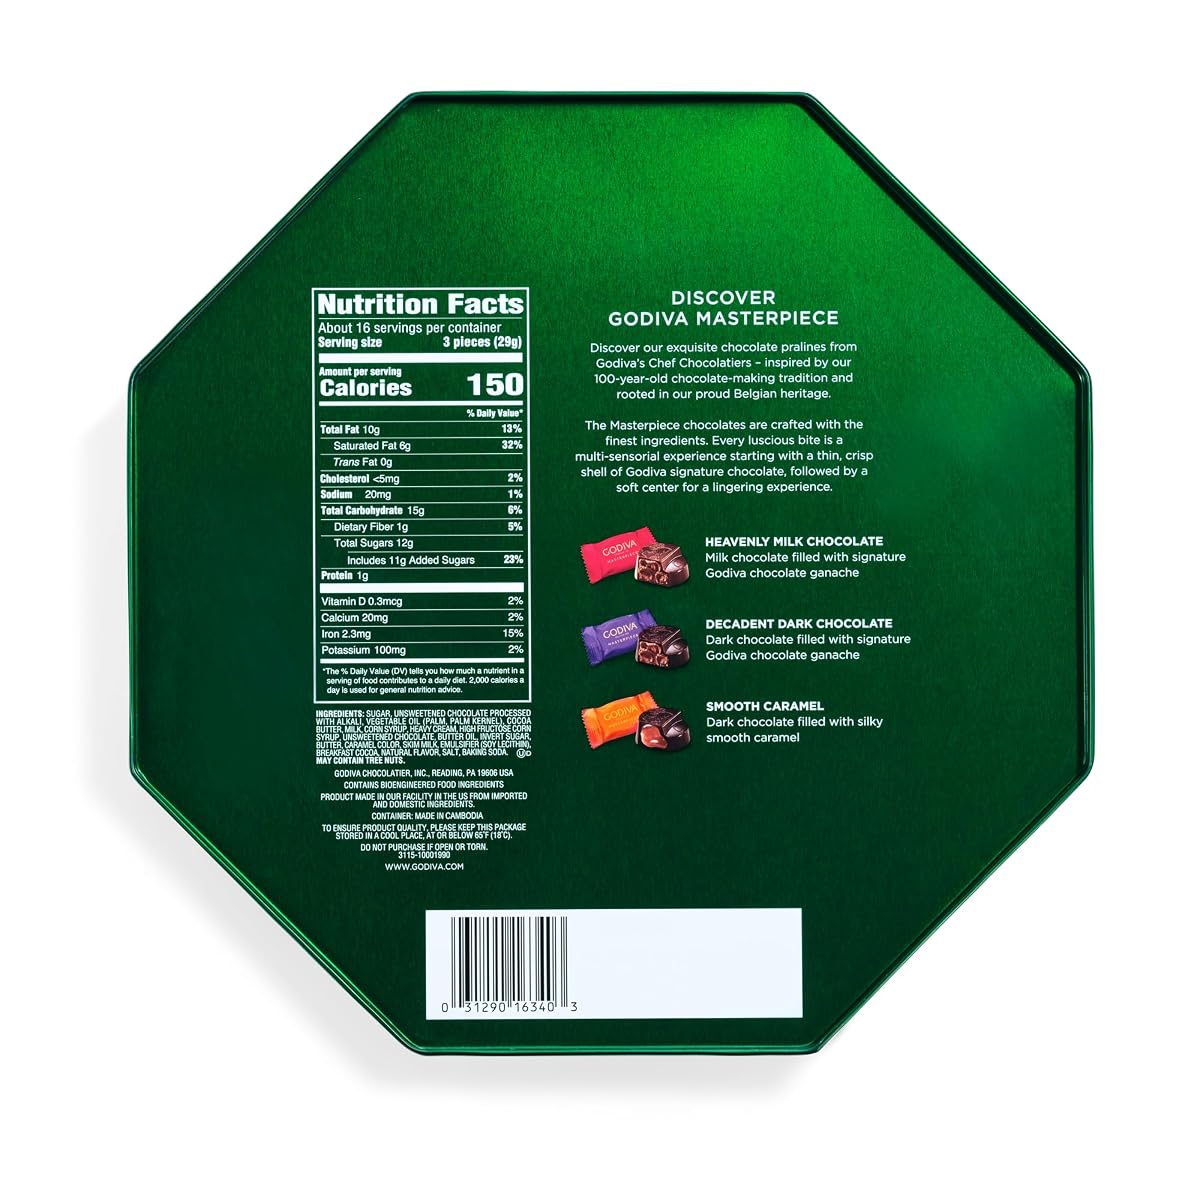 Nutrition Facts
About 16 servings per container
Serving size 3 pieces (29g)
Amount per serving
Calories 150
% Daily Value*
Total Fat 10g 13%
Saturated Fat 6g 32%
Trans Fat 0g
Cholesterol <5mg 2%
Sodium 20mg 1%
Total Carbohydrate 15g 6%
Dietary Fiber 1g 5%
Total Sugars 12g
Includes 11g Added Sugars 23%
Protein 1g
Vitamin D 0.3mcg 2%
Calcium 20mg 2%
Iron 2.3mg 15%
Potassium 100mg 2%
*The % Daily Value (DV) tells you how much a nutrient in a
serving of food contributes to a daily diet. 2,000 calories a
day is used for general nutrition advice.
INGREDIENTS: SUGAR, UNSWEETENED CHOCOLATE PROCESSED
WITH ALKALI, VEGETABLE OIL (PALM, PALM KERNEL), COCOA
BUTTER, MILK, CORN SYRUP, HEAVY CREAM, HIGH FRUCTOSE CORN
SYRUP, UNSWEETENED CHOCOLATE, BUTTER OIL, INVERT SUGAR,
BUTTER, CARAMEL COLOR, SKIM MILK, EMULSIFIER (SOY LECITHIN),
BREAKFAST COCOA, NATURAL FLAVOR, SALT, BAKING SODA. U D
MAY CONTAIN TREE NUTS.
GODIVA CHOCOLATIER, INC., READING, PA 19606 USA
CONTAINS BIOENGINEERED FOOD INGREDIENTS
PRODUCT MADE IN OUR FACILITY IN THE US FROM IMPORTED
AND DOMESTIC INGREDIENTS.
CONTAINER: MADE IN CAMBODIA
TO ENSURE PRODUCT QUALITY, PLEASE KEEP THIS PACKAGE
STORED IN A COOL PLACE, AT OR BELOW 65°F (18°C).
DO NOT PURCHASE IF OPEN OR TORN.
3115-10001990
WWW.GODIVA.COM
DISCOVER
GODIVA MASTERPIECE
Discover our exquisite chocolate pralines from
Godiva's Chef Chocolatiers – inspired by our
100-year-old chocolate-making tradition and
rooted in our proud Belgian heritage.
The Masterpiece chocolates are crafted with the
finest ingredients. Every luscious bite is a
multi-sensorial experience starting with a thin, crisp
shell of Godiva signature chocolate, followed by a
soft center for a lingering experience.
GODIVA
MASTERPIECES
HEAVENLY MILK CHOCOLATE
Milk chocolate filled with signature
Godiva chocolate ganache
GODIVA
MASTERPIECES
DECADENT DARK CHOCOLATE
Dark chocolate filled with signature
Godiva chocolate ganache
GODIVA
MASTERPIECES
SMOOTH CARAMEL
Dark chocolate filled with silky
smooth caramel
0 31290 16340 3